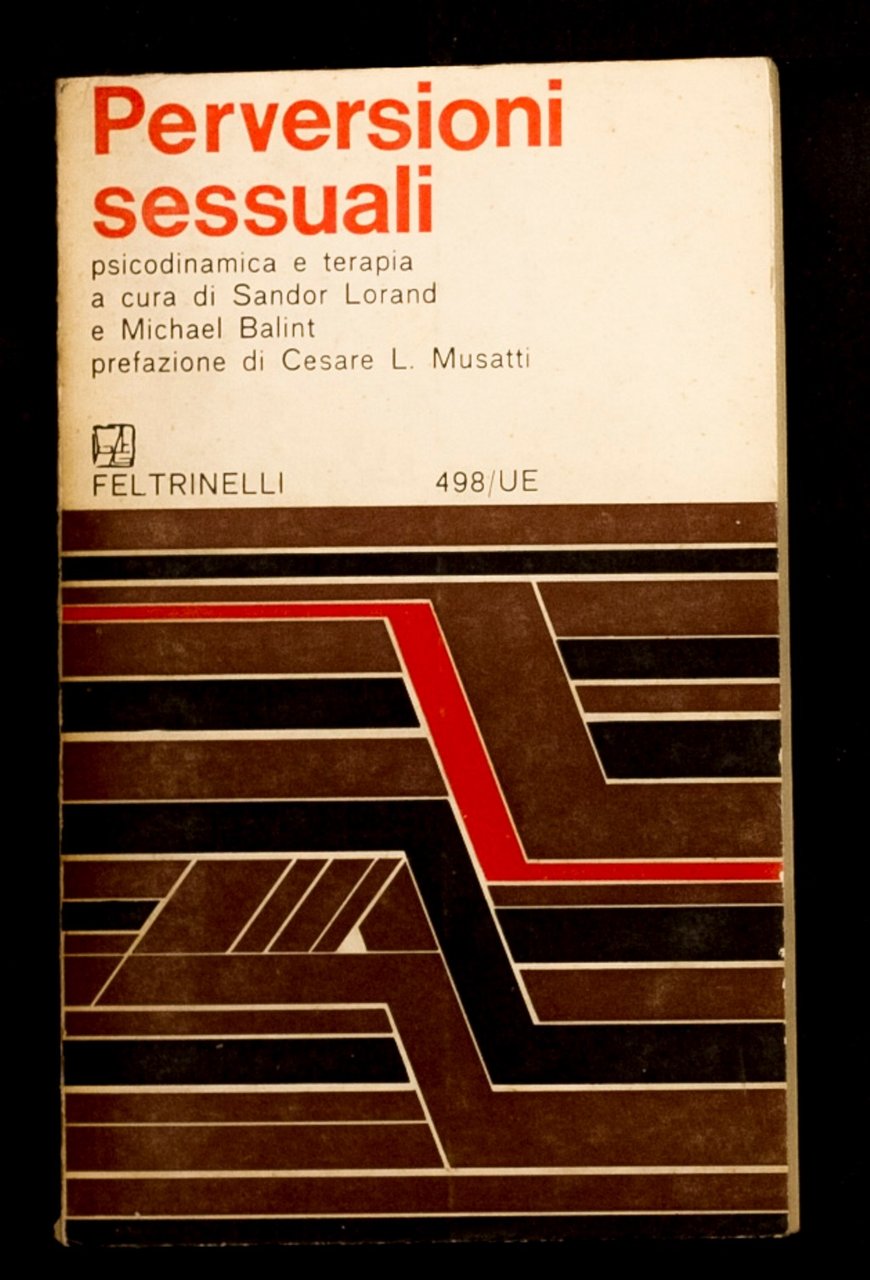 Perversioni
sessuali
psicodinamica e terapia
a cura di Sandor Lorand
e Michael Balint
prefazione di Cesare L. Musatti
FELTRINELLI 498/UE